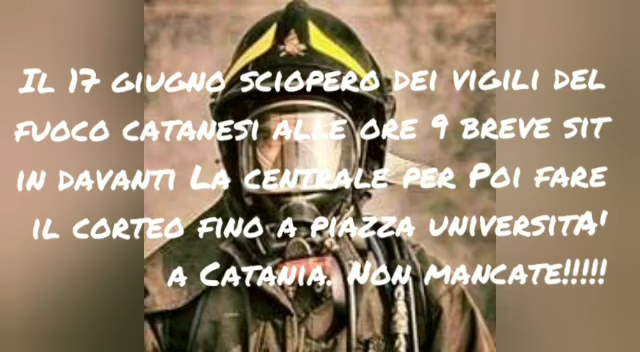 Il 17 giugno sciopero dei vigili del
fuoco catanesi alle ore 9 breve sit
in davanti La centrale per Poi fare
il corteo fino a piazza universitA'
a Catania. Non mancate!!!!!